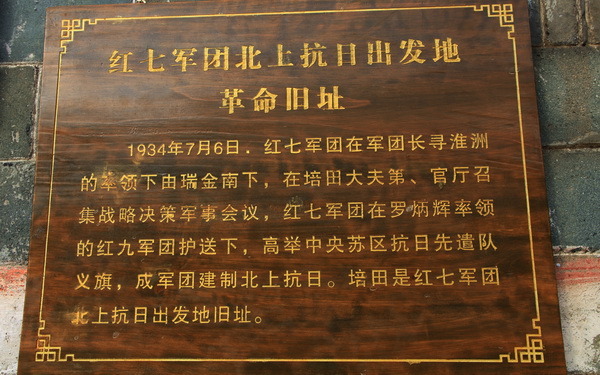 红七军团北上抗日出发地
革命旧址
1934年7月6日．红七军团在军团长寻淮洲
的率领下由瑞金南下，在培田大夫第、官厅召
集战略决策军事会议，红七军团在罗炳辉率领
的红九军团护送下，高举中央苏区抗日先遣队
义旗，成军团建制北上抗日。培田是红七军团
北上抗日出发地旧址。